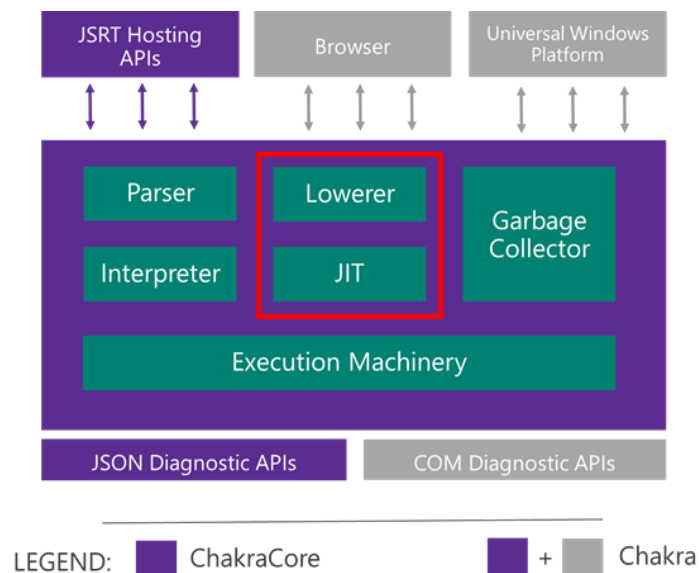 JSRT Hosting
APIs
Browser
Universal Windows
Platform
Parser
Lowerer
Garbage
Collector
Interpreter
JIT
Execution Machinery
JSON Diagnostic APIs
COM Diagnostic APIs
LEGEND:
ChakraCore
+
Chakra